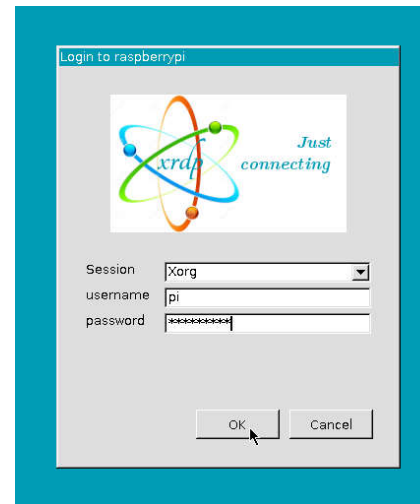 Login to raspberrypi
Just
xrdp connecting
Session Xorg
username pi
password *********
OK Cancel